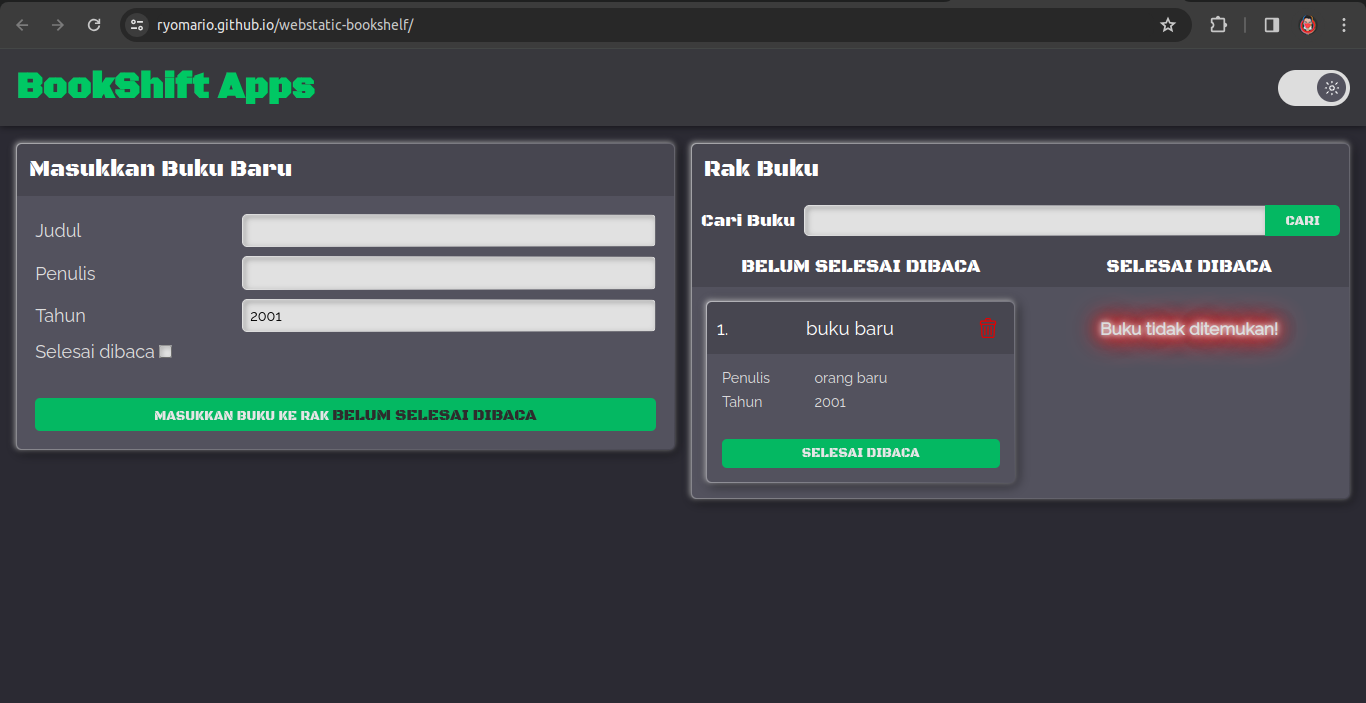 ryomario.github.io/webstatic-bookshelf/
BookShift Apps
Masukkan Buku Baru
Judul
Penulis
Tahun 2001
Selesai dibaca
MASUKKAN BUKU KE RAK BELUM SELESAI DIBACA
Rak Buku
Cari Buku CARI
BELUM SELESAI DIBACA SELESAI DIBACA
1. buku baru
Penulis orang baru
Tahun 2001
SELESAI DIBACA
Buku tidak ditemukan!